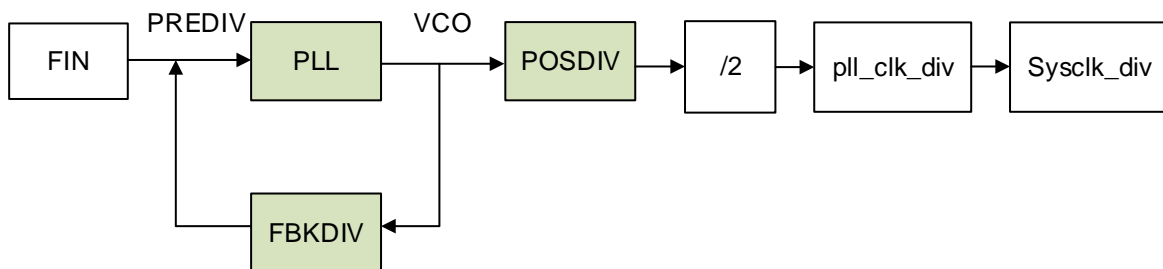 PREDIV
VCO
FIN
PLL
POSDIV
/2
pll_clk_div
Sysclk_div
FBKDIV